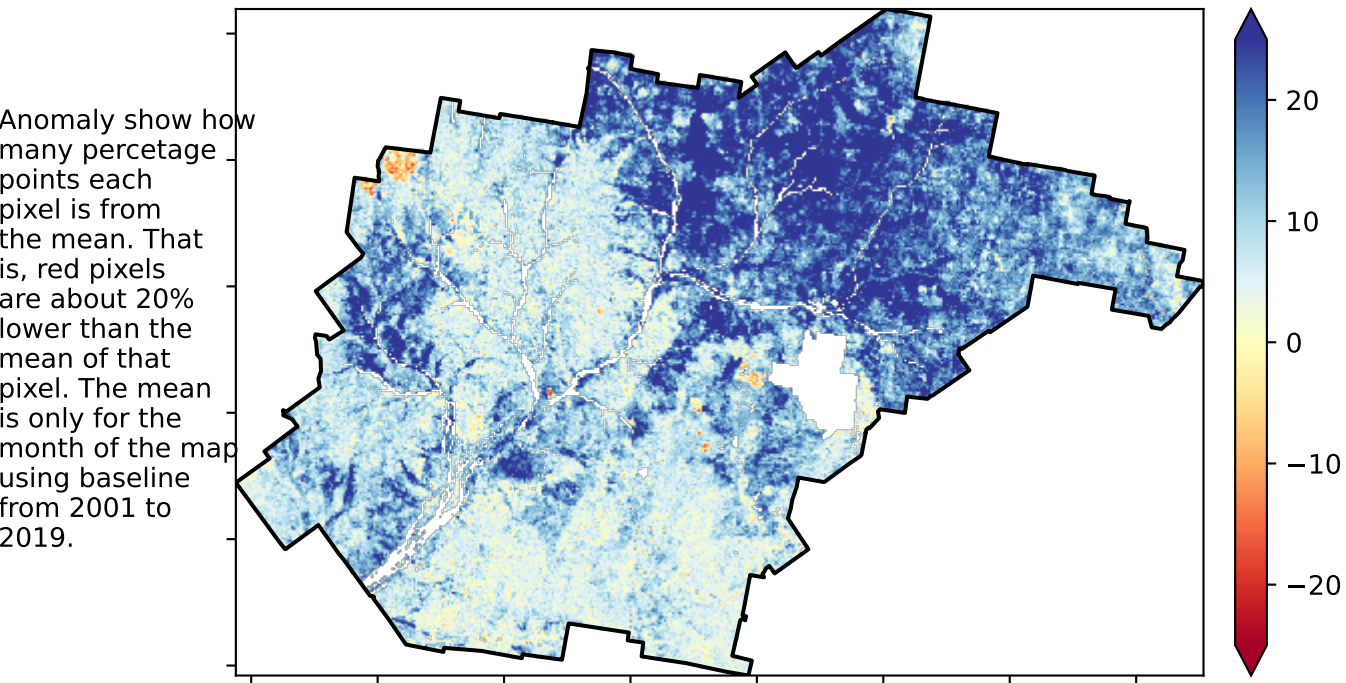 Anomaly show how
many percetage
points each
pixel is from
the mean. That
is, red pixels
are about 20%
lower than the
mean of that
pixel. The mean
is only for the
month of the map
using baseline
from 2001 to
2019.
20
10
0
−10
−20